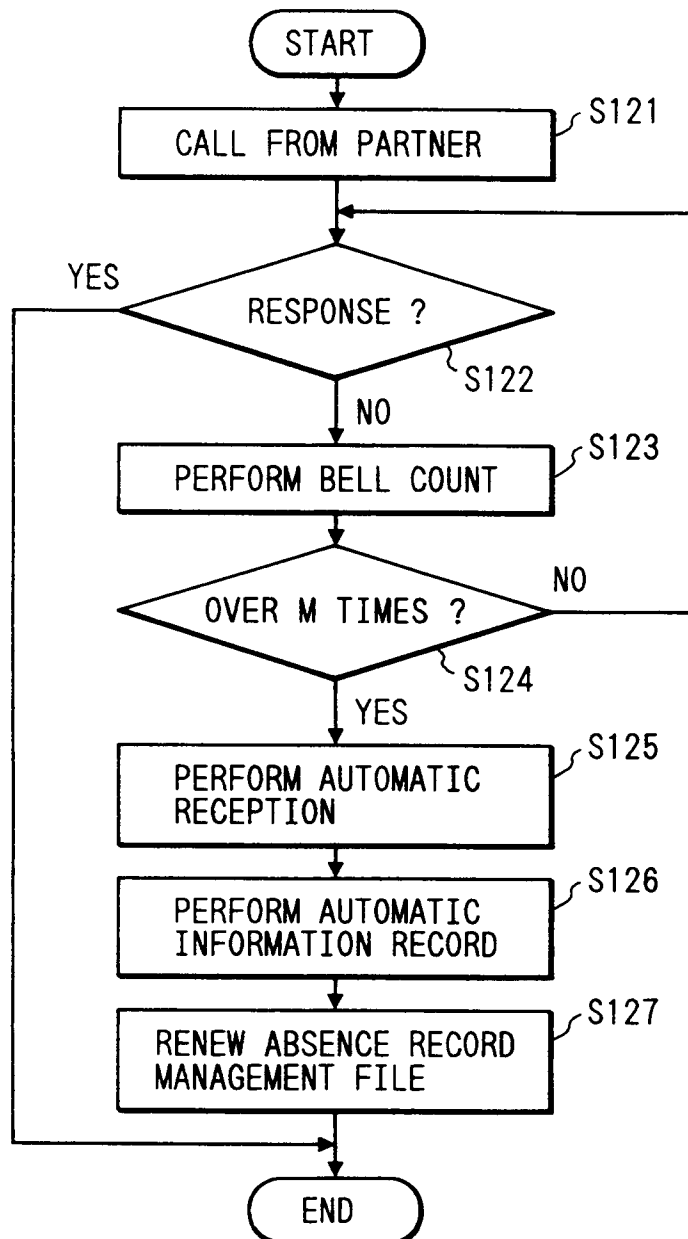 START
CALL FROM PARTNER
S121
YES
RESPONSE ?
S122
NO
PERFORM BELL COUNT
S123
OVER M TIMES ?
NO
S124
YES
PERFORM AUTOMATIC
RECEPTION
S125
PERFORM AUTOMATIC
INFORMATION RECORD
S126
RENEW ABSENCE RECORD
MANAGEMENT FILE
S127
END